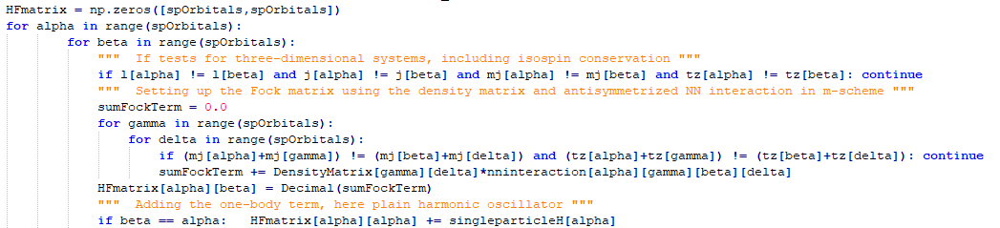 HFmatrix = np.zeros([spOrbitals,spOrbitals])
for alpha in range(spOrbitals):
for beta in range(spOrbitals):
""" If tests for three-dimensional systems, including isospin conservation """
if l[alpha] != l[beta] and j[alpha] != j[beta] and mj[alpha] != mj[beta] and tz[alpha] != tz[beta]: continue
""" Setting up the Fock matrix using the density matrix and antisymmetrized NN interaction in m-scheme """
sumFockTerm = 0.0
for gamma in range(spOrbitals):
for delta in range(spOrbitals):
if (mj[alpha]+mj[gamma]) != (mj[beta]+mj[delta]) and (tz[alpha]+tz[gamma]) != (tz[beta]+tz[delta]): continue
sumFockTerm += DensityMatrix[gamma][delta]*nninteraction[alpha][gamma][beta][delta]
HFmatrix[alpha][beta] = Decimal(sumFockTerm)
""" Adding the one-body term, here plain harmonic oscillator """
if beta == alpha: HFmatrix[alpha][alpha] += singleparticleH[alpha]